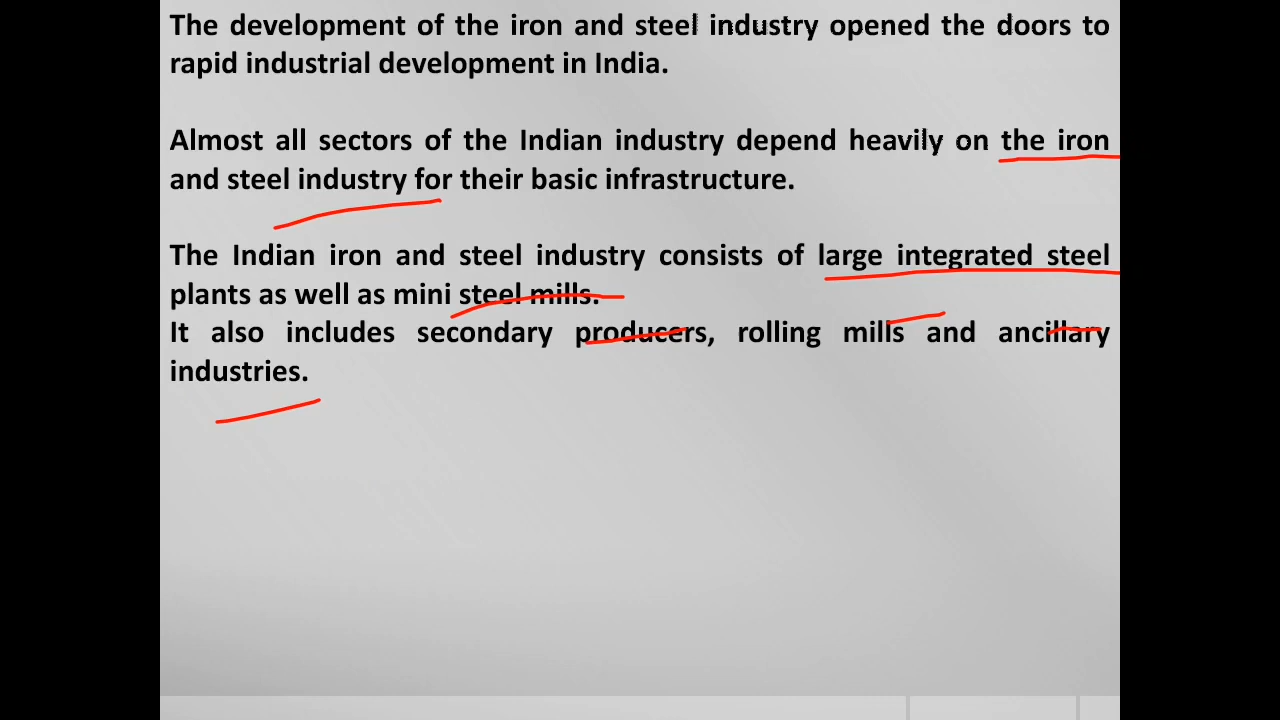 The development of the iron and steel industry opened the doors to
rapid industrial development in India.
Almost all sectors of the Indian industry depend heavily on the iron
and steel industry for their basic infrastructure.
The Indian iron and steel industry consists of large integrated steel
plants as well as mini steel mills.
It also includes secondary producers, rolling mills and ancillary
industries.